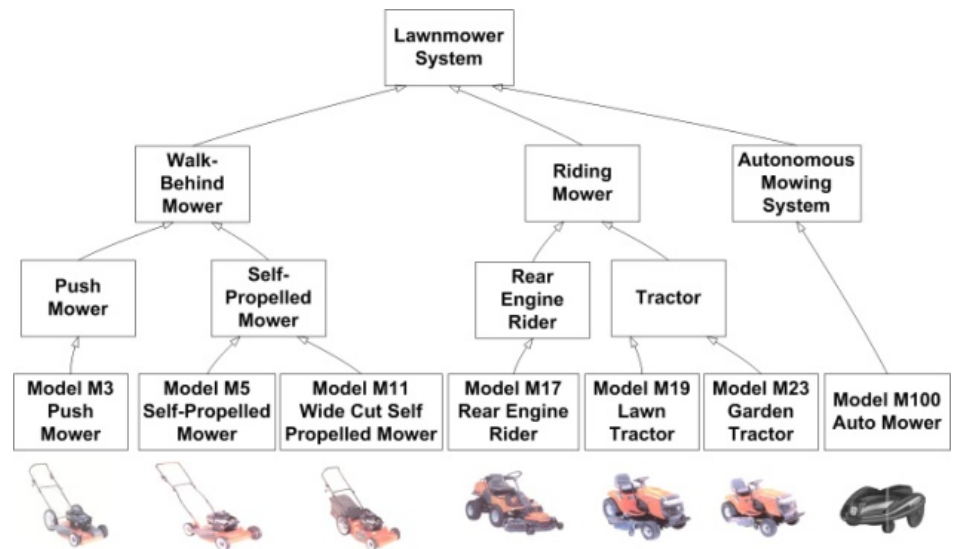 Lawnmower
System
Walk-
Behind
Mower
Riding
Mower
Autonomous
Mowing
System
Push
Mower
Self-
Propelled
Mower
Rear
Engine
Rider
Tractor
Model M3
Push
Mower
Model M5
Self-Propelled
Mower
Model M11
Wide Cut Self
Propelled Mower
Model M17
Rear Engine
Rider
Model M19
Lawn
Tractor
Model M23
Garden
Tractor
Model M100
Auto Mower